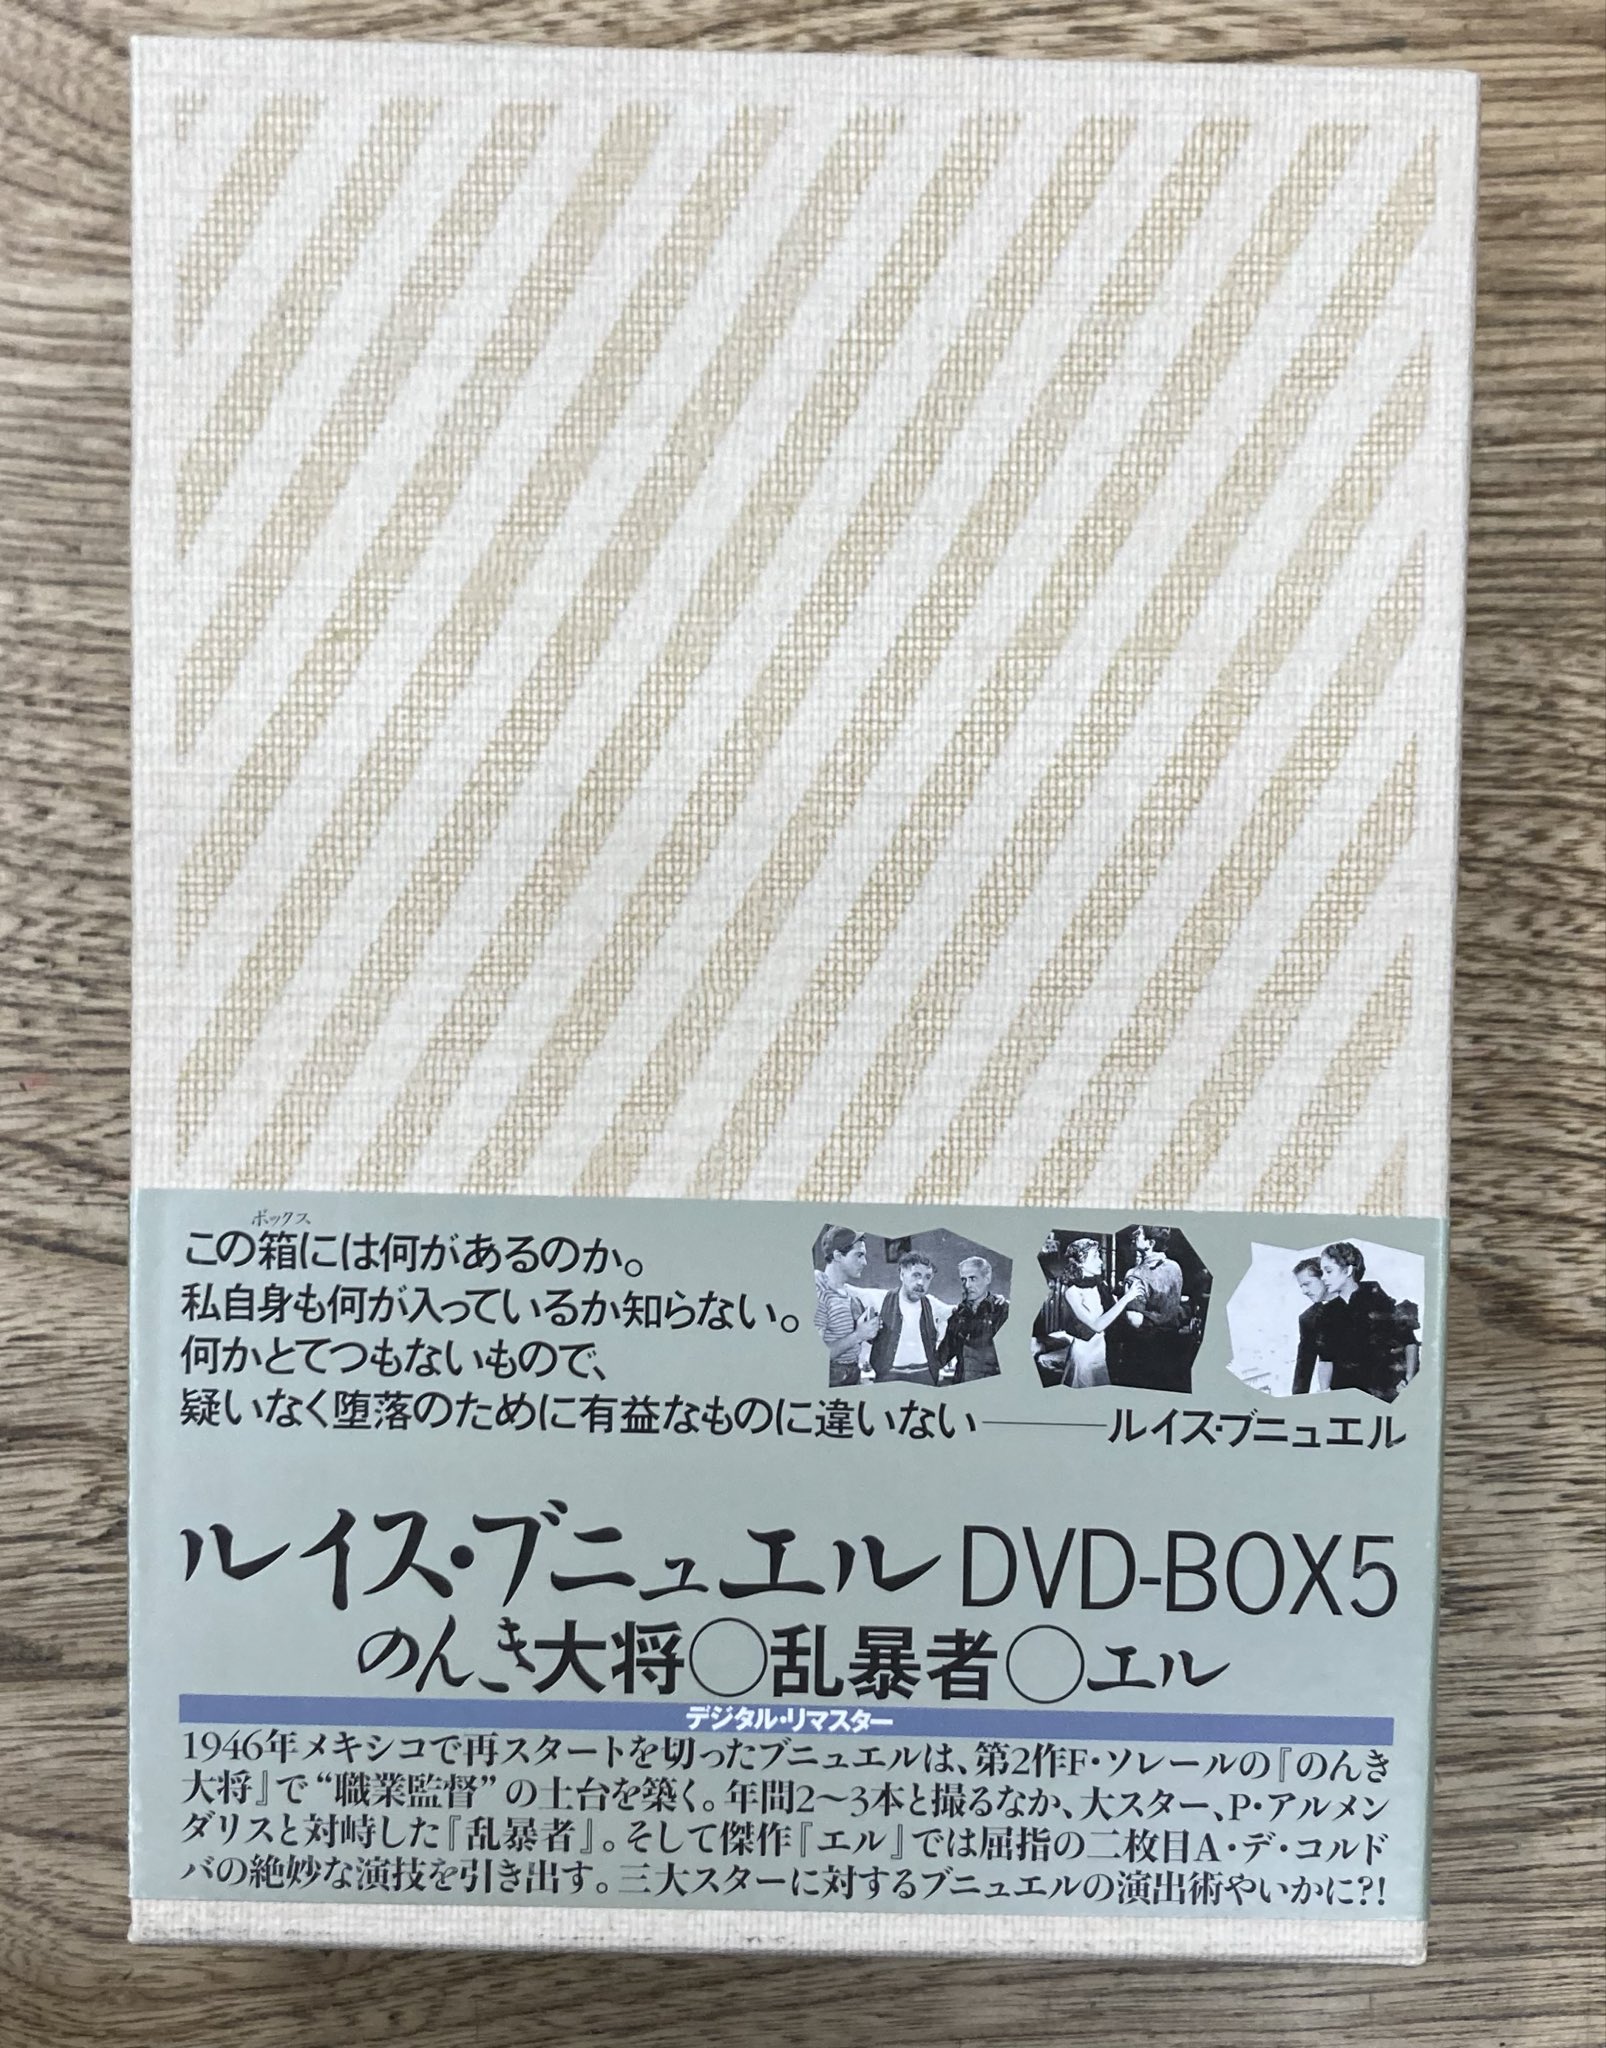 ボックス
この箱には何があるのか。
私自身も何が入っているか知らない。
何かとてつもないもので、
疑いなく堕落のために有益なものに違いない———ルイス・ブニュエル
ルイス・ブニュエル DVD-BOX5
のんき大将◯乱暴者◯エル
デジタル・リマスター
1946年メキシコで再スタートを切ったブニュエルは、第2作F・ソレールの『のんき
大将』で“職業監督”の土台を築く。年間2〜3本と撮るなか、大スター、P・アルメン
ダリスと対峙した『乱暴者』。そして傑作『エル』では屈指の二枚目A・デ・コルド
バの絶妙な演技を引き出す。三大スターに対するブニュエルの演出術やいかに?!